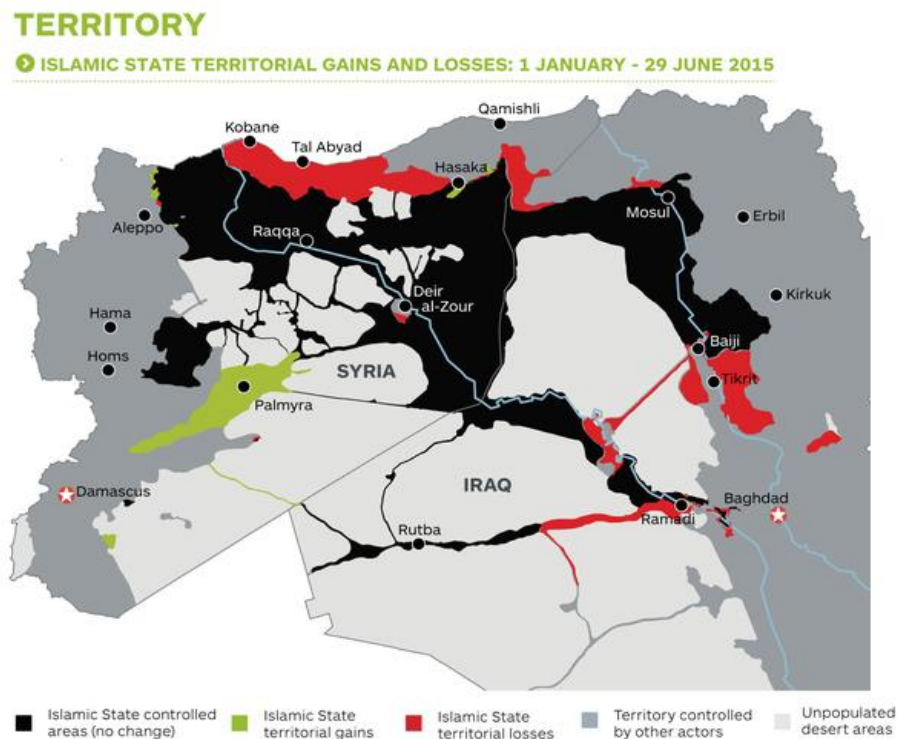 TERRITORY
ISLAMIC STATE TERRITORIAL GAINS AND LOSSES: 1 JANUARY - 29 JUNE 2015
Qamishli
Kobane
Tal Abyad
Hasaka
Mosul
Erbil
Aleppo
Raqqa
Deir
al-Zour
Kirkuk
Hama
Homs
Baiji
SYRIA
Tikrit
Palmyra
IRAQ
Damascus
Baghdad
Ramadi
Rutba
Islamic State controlled
areas (no change)
Islamic State
territorial gains
Islamic State
territorial losses
Territory controlled
by other actors
Unpopulated
desert areas